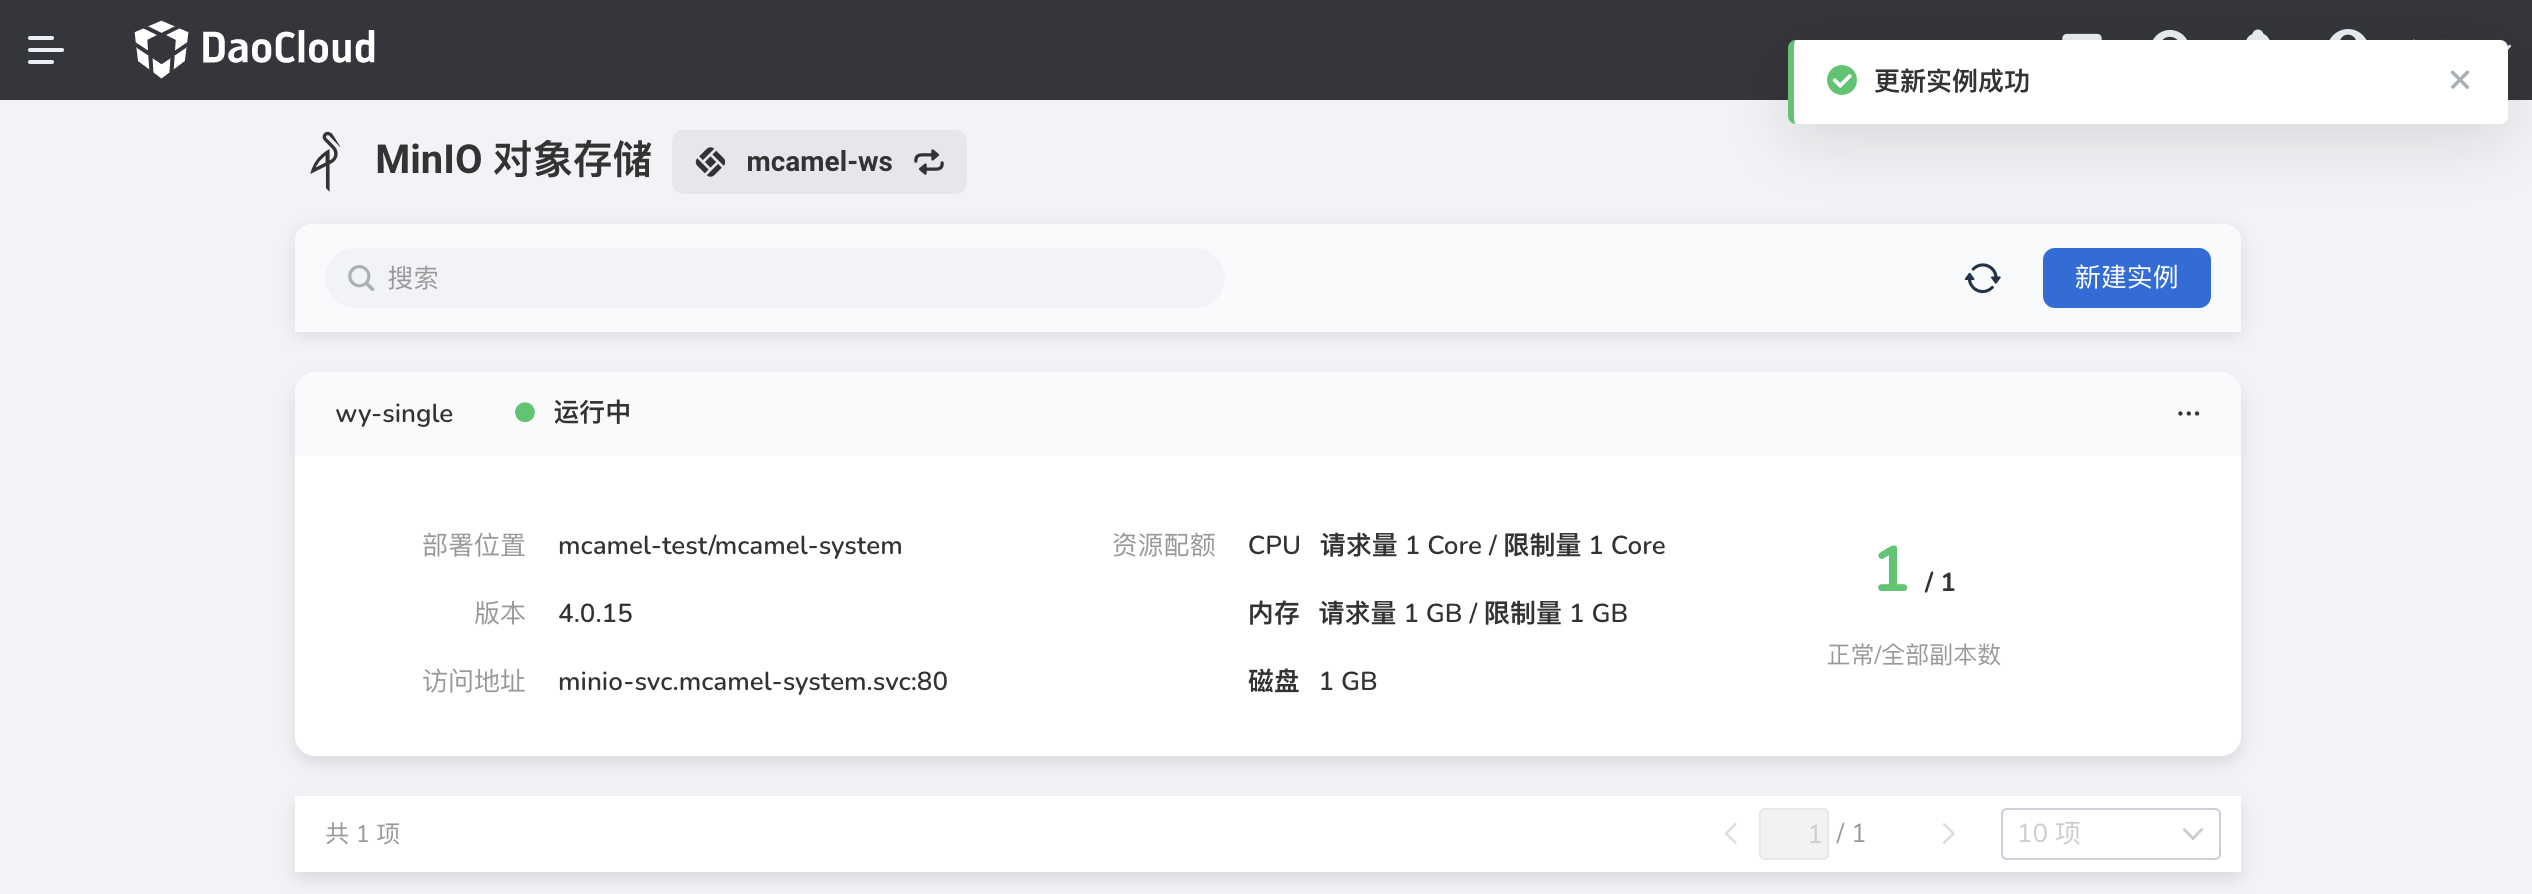 DaoCloud
更新实例成功
MinIO 对象存储
mcamel-ws
搜索
新建实例
wy-single
运行中
部署位置 mcamel-test/mcamel-system
版本 4.0.15
访问地址 minio-svc.mcamel-system.svc:80
资源配额 CPU 请求量 1 Core / 限制量 1 Core
内存 请求量 1 GB / 限制量 1 GB
磁盘 1 GB
1 / 1
正常/全部副本数
共 1 项
1 / 1
10 项